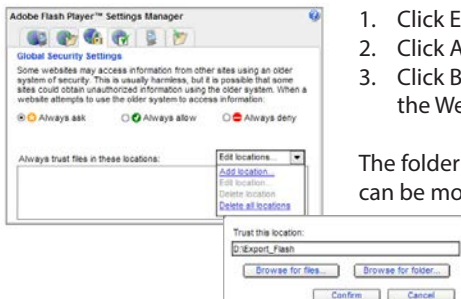 Adobe Flash Player™ Settings Manager
Global Security Settings
Some websites may access information from other sites using an older
system of security. This is usually harmless, but it is possible that some
sites could obtain unauthorized information using the older system. When a
website attempts to use the older system to access information:
Always ask Always allow Always deny
Always trust files in these locations:
Edit locations...
Add location...
Edit location...
Delete location
Delete all locations
Trust this location:
D:\Export_Flash
Browse for files... Browse for folder...
Confirm Cancel
1. Click E
2. Click A
3. Click B
the We
The folder
can be mo